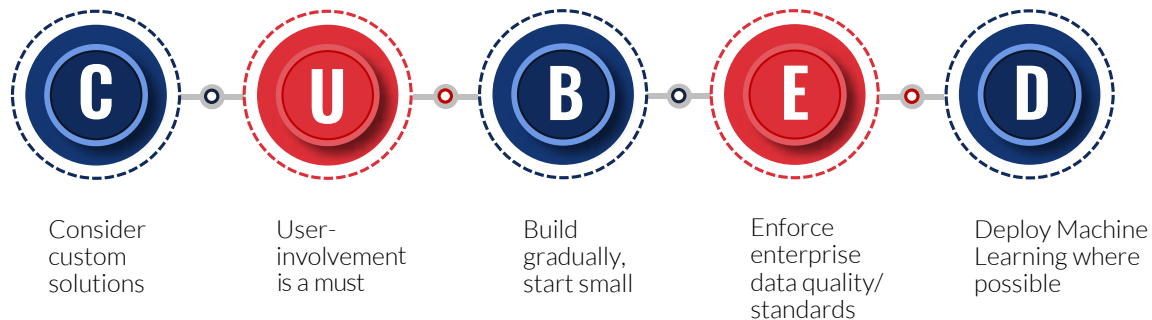 C
U
B
E
D
Consider
custom
solutions
User-
involvement
is a must
Build
gradually,
start small
Enforce
enterprise
data quality/
standards
Deploy Machine
Learning where
possible